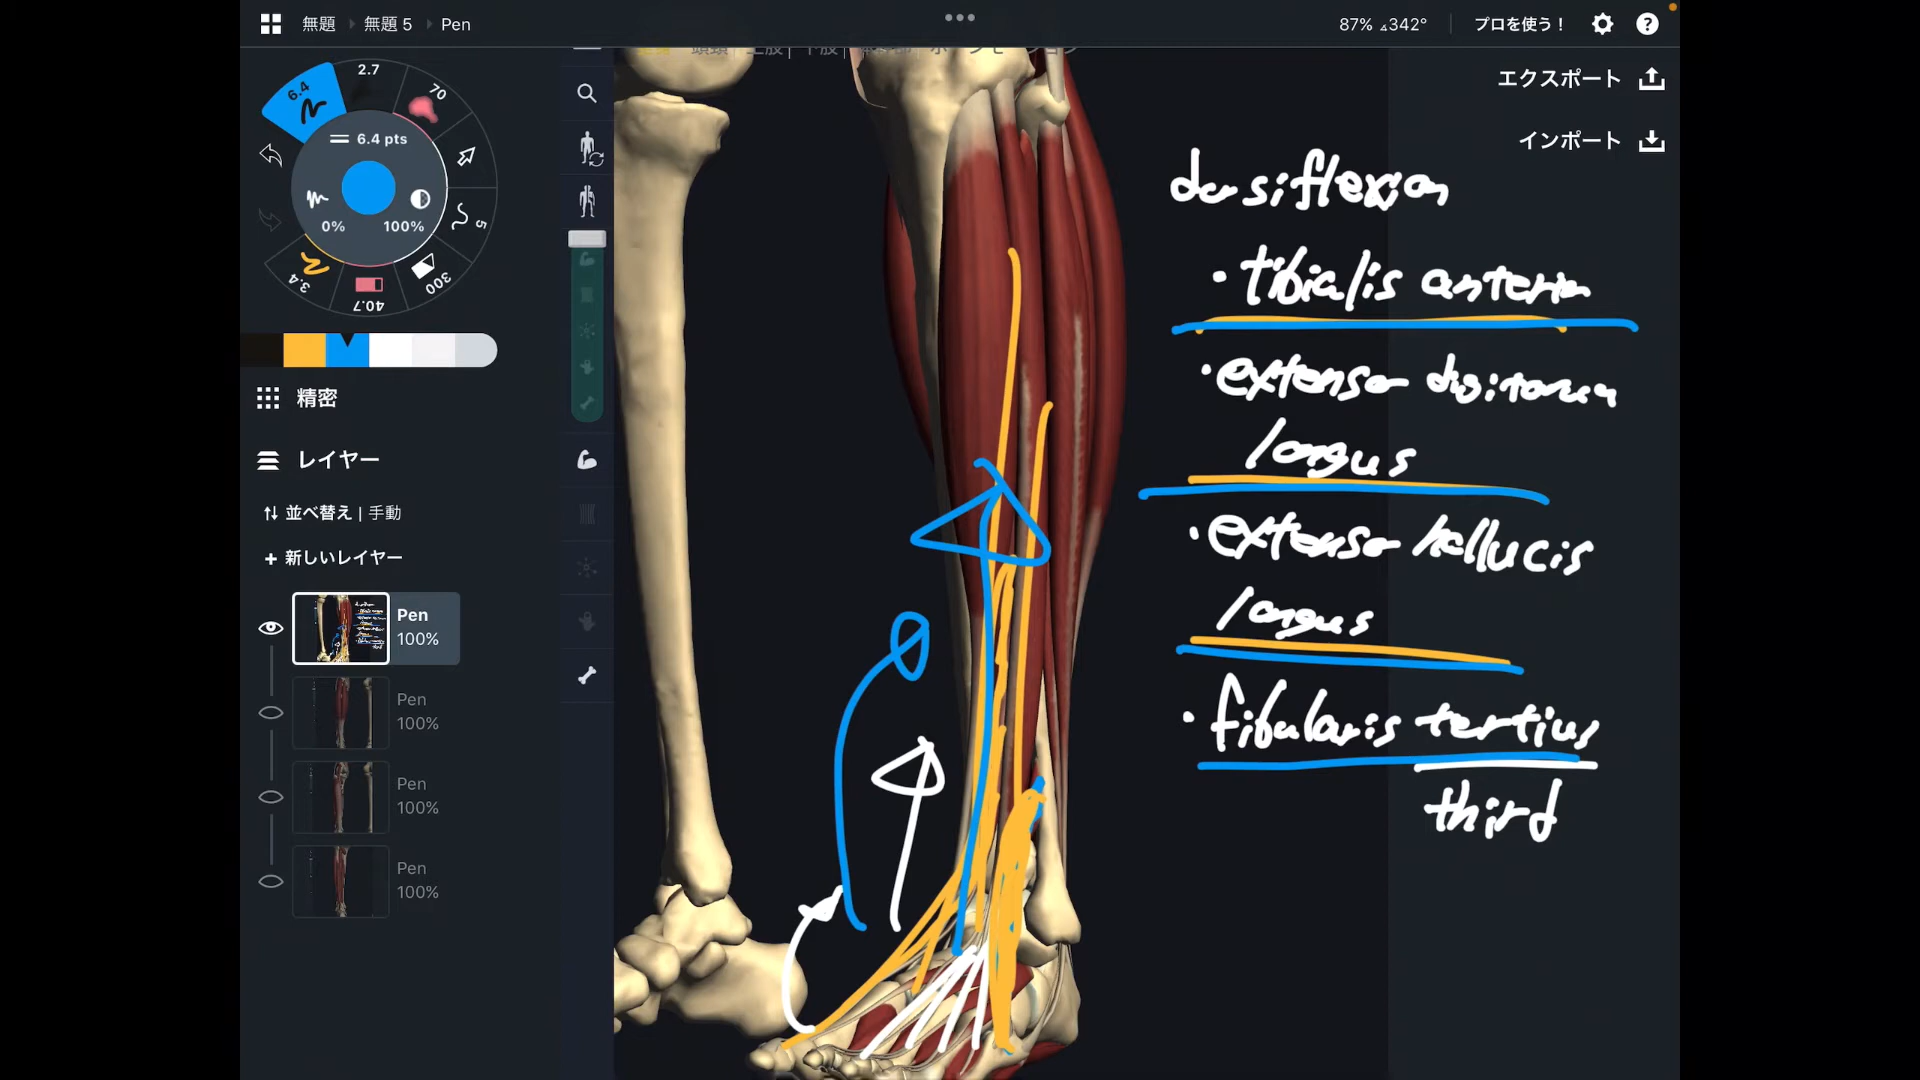 無題 › 無題 5 › Pen
87% ⊿342°
プロを使う!
エクスポート
インポート
6.4
2.7
70
5
300
40.7
3.4
6.4 pts
0%
100%
精密
レイヤー
並べ替え | 手動
+ 新しいレイヤー
Pen
100%
Pen
100%
Pen
100%
Pen
100%
dorsiflexion
・tibialis anterior
・extensor digitorum
longus
・extensor hallucis
longus
・fibularis tertius
third